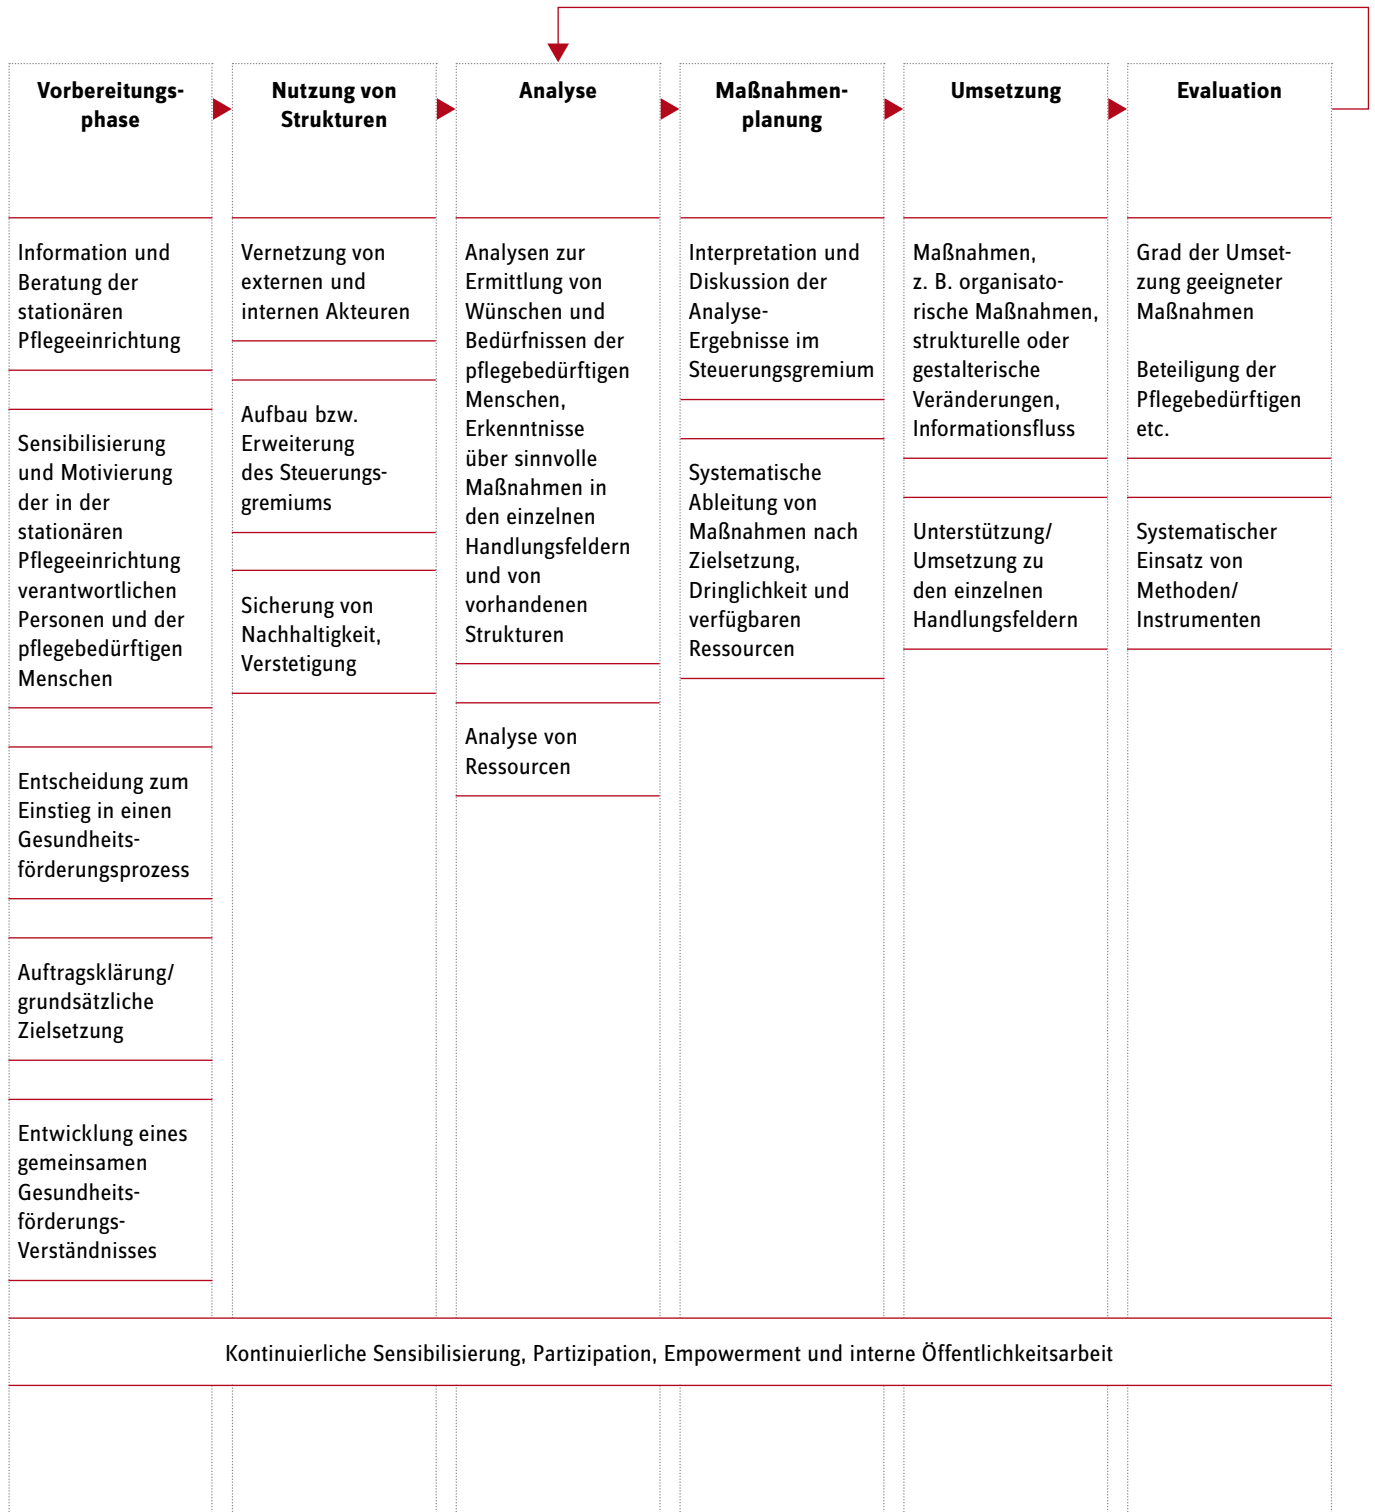 Vorbereitungs-
phase
Information und
Beratung der
stationären
Pflegeeinrichtung
Sensibilisierung
und Motivierung
der in der
stationären
Pflegeeinrichtung
verantwortlichen
Personen und der
pflegebedürftigen
Menschen
Entscheidung zum
Einstieg in einen
Gesundheits-
förderungsprozess
Auftragsklärung/
grundsätzliche
Zielsetzung
Entwicklung eines
gemeinsamen
Gesundheits-
förderungs-
Verständnisses
Nutzung von
Strukturen
Vernetzung von
externen und
internen Akteuren
Aufbau bzw.
Erweiterung
des Steuerungs-
gremiums
Sicherung von
Nachhaltigkeit,
Verstetigung
Analyse
Analysen zur
Ermittlung von
Wünschen und
Bedürfnissen der
pflegebedürftigen
Menschen,
Erkenntnisse
über sinnvolle
Maßnahmen in
den einzelnen
Handlungsfeldern
und von
vorhandenen
Strukturen
Analyse von
Ressourcen
Maßnahmen-
planung
Interpretation und
Diskussion der
Analyse-
Ergebnisse im
Steuerungsgremium
Systematische
Ableitung von
Maßnahmen nach
Zielsetzung,
Dringlichkeit und
verfügbaren
Ressourcen
Umsetzung
Maßnahmen,
z. B. organisato-
rische Maßnahmen,
strukturelle oder
gestalterische
Veränderungen,
Informationsfluss
Unterstützung/
Umsetzung zu
den einzelnen
Handlungsfeldern
Evaluation
Grad der Umset-
zung geeigneter
Maßnahmen
Beteiligung der
Pflegebedürftigen
etc.
Systematischer
Einsatz von
Methoden/
Instrumenten
Kontinuierliche Sensibilisierung, Partizipation, Empowerment und interne Öffentlichkeitsarbeit